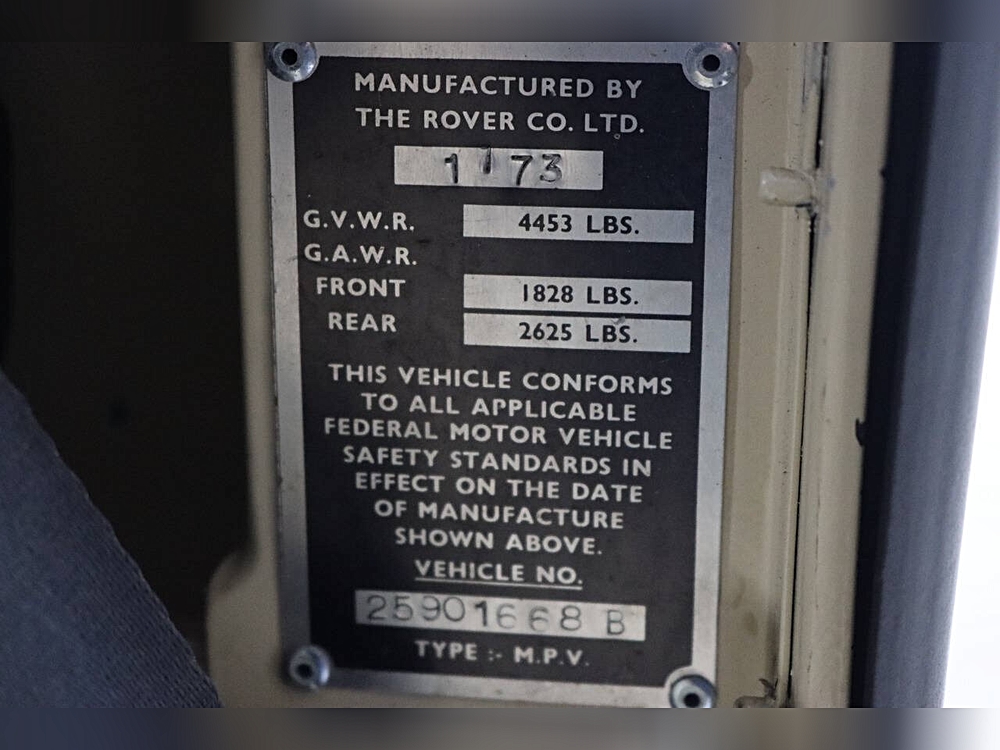 MANUFACTURED BY
THE ROVER CO. LTD.
1 ' 73
G.V.W.R. 4453 LBS.
G.A.W.R.
FRONT 1828 LBS.
REAR 2625 LBS.
THIS VEHICLE CONFORMS
TO ALL APPLICABLE
FEDERAL MOTOR VEHICLE
SAFETY STANDARDS IN
EFFECT ON THE DATE
OF MANUFACTURE
SHOWN ABOVE.
VEHICLE NO.
25901668 B
TYPE :- M.P.V.